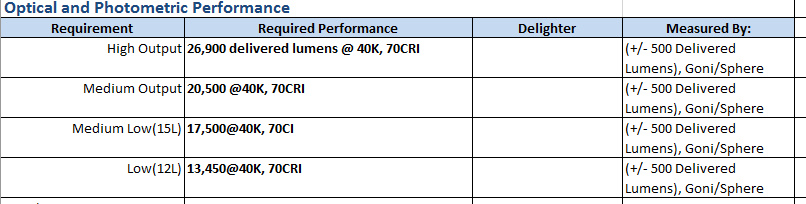 Optical and Photometric Performance
Requirement Required Performance Delighter Measured By:
High Output 26,900 delivered lumens @ 40K, 70CRI (+/- 500 Delivered
Lumens), Goni/Sphere
Medium Output 20,500 @40K, 70CRI (+/- 500 Delivered
Lumens), Goni/Sphere
Medium Low(15L) 17,500@40K, 70CI (+/- 500 Delivered
Lumens), Goni/Sphere
Low(12L) 13,450@40K, 70CRI (+/- 500 Delivered
Lumens), Goni/Sphere